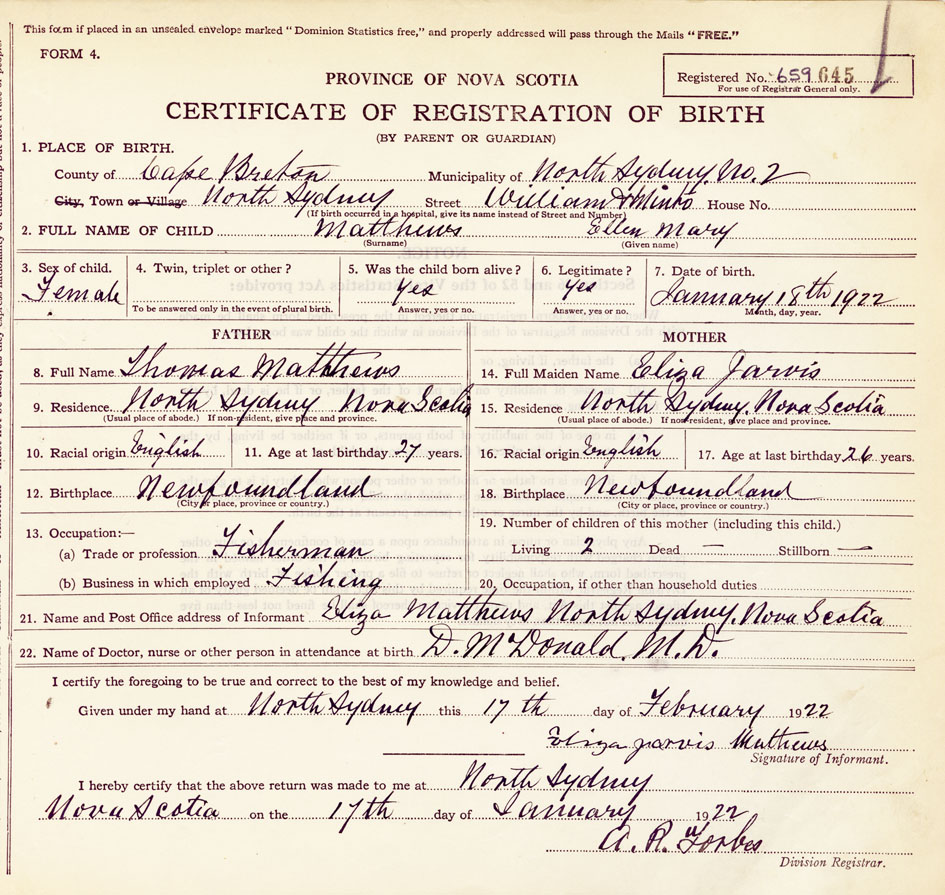 This form if placed in an unsealed envelope marked "Dominion Statistics free," and properly addressed will pass through the Mails "FREE."
FORM 4.
Registered No. 659 645
For use of Registrar General only.
PROVINCE OF NOVA SCOTIA
CERTIFICATE OF REGISTRATION OF BIRTH
(BY PARENT OR GUARDIAN)
1. PLACE OF BIRTH.
County of Cape Breton Municipality of North Sydney. No. 2
City, Town or Village North Sydney Street William & Minto House No.
(If birth occurred in a hospital, give its name instead of Street and Number)
2. FULL NAME OF CHILD Matthews Ellen Mary
(Surname) (Given name)
3. Sex of child. 4. Twin, triplet or other? 5. Was the child born alive? 6. Legitimate? 7. Date of birth.
Female Yes Yes January 18th 1922
To be answered only in the event of plural birth. Answer, yes or no. Answer, yes or no. Month, day, year.
FATHER MOTHER
8. Full Name Thomas Matthews 14. Full Maiden Name Eliza Jarvis
9. Residence. North Sydney Nova Scotia 15. Residence North Sydney. Nova Scotia
(Usual place of abode.) If non-resident, give place and province. (Usual place of abode.) If non-resident, give place and province.
10. Racial origin English 11. Age at last birthday 27 years. 16. Racial origin English 17. Age at last birthday 26 years.
12. Birthplace Newfoundland 18. Birthplace Newfoundland
(City or place, province or country.) (City or place, province or country.)
13. Occupation:— 19. Number of children of this mother (including this child.)
(a) Trade or profession Fisherman Living 2 Dead — Stillborn —
(b) Business in which employed Fishing 20. Occupation, if other than household duties
21. Name and Post Office address of Informant Eliza Matthews North Sydney. Nova Scotia
22. Name of Doctor, nurse or other person in attendance at birth D. McDonald. M.D.
I certify the foregoing to be true and correct to the best of my knowledge and belief.
Given under my hand at North Sydney this 17th day of February 1922
Eliza Jarvis Mathews
Signature of Informant.
I hereby certify that the above return was made to me at North Sydney
Nova Scotia on the 17th day of January 1922
A. R. Forbes
Division Registrar.